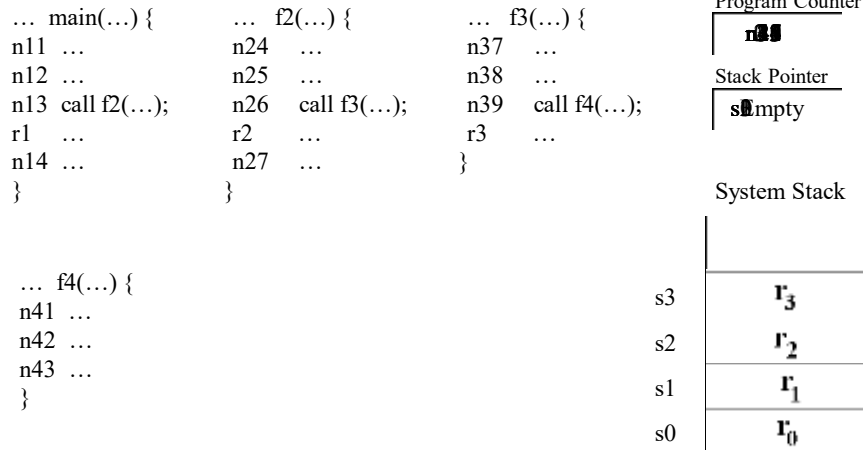 … main(…) {
n11 …
n12 …
n13 call f2(…);
r1 …
n14 …
}
… f2(…) {
n24 …
n25 …
n26 call f3(…);
r2 …
n27 …
}
… f3(…) {
n37 …
n38 …
n39 call f4(…);
r3 …
}
… f4(…) {
n41 …
n42 …
n43 …
}
Program Counter
Stack Pointer
Empty
System Stack
s3 r3
s2 r2
s1 r1
s0 r0